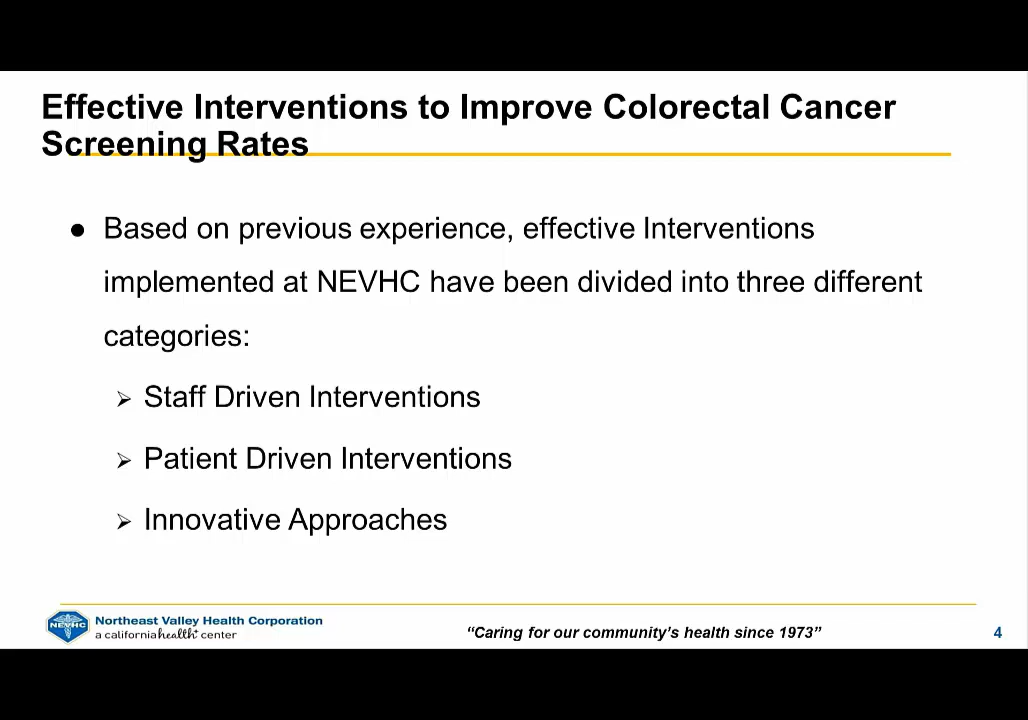 Effective Interventions to Improve Colorectal Cancer
Screening Rates
● Based on previous experience, effective Interventions
implemented at NEVHC have been divided into three different
categories:
➢ Staff Driven Interventions
➢ Patient Driven Interventions
➢ Innovative Approaches
NEVHC
Northeast Valley Health Corporation
a california health+ center
“Caring for our community’s health since 1973”
4